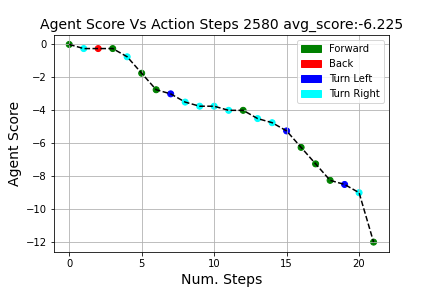 Agent Score Vs Action Steps 2580 avg_score:-6.225
Forward
Back
Turn Left
Turn Right
Agent Score
0
−2
−4
−6
−8
−10
−12
0 5 10 15 20
Num. Steps